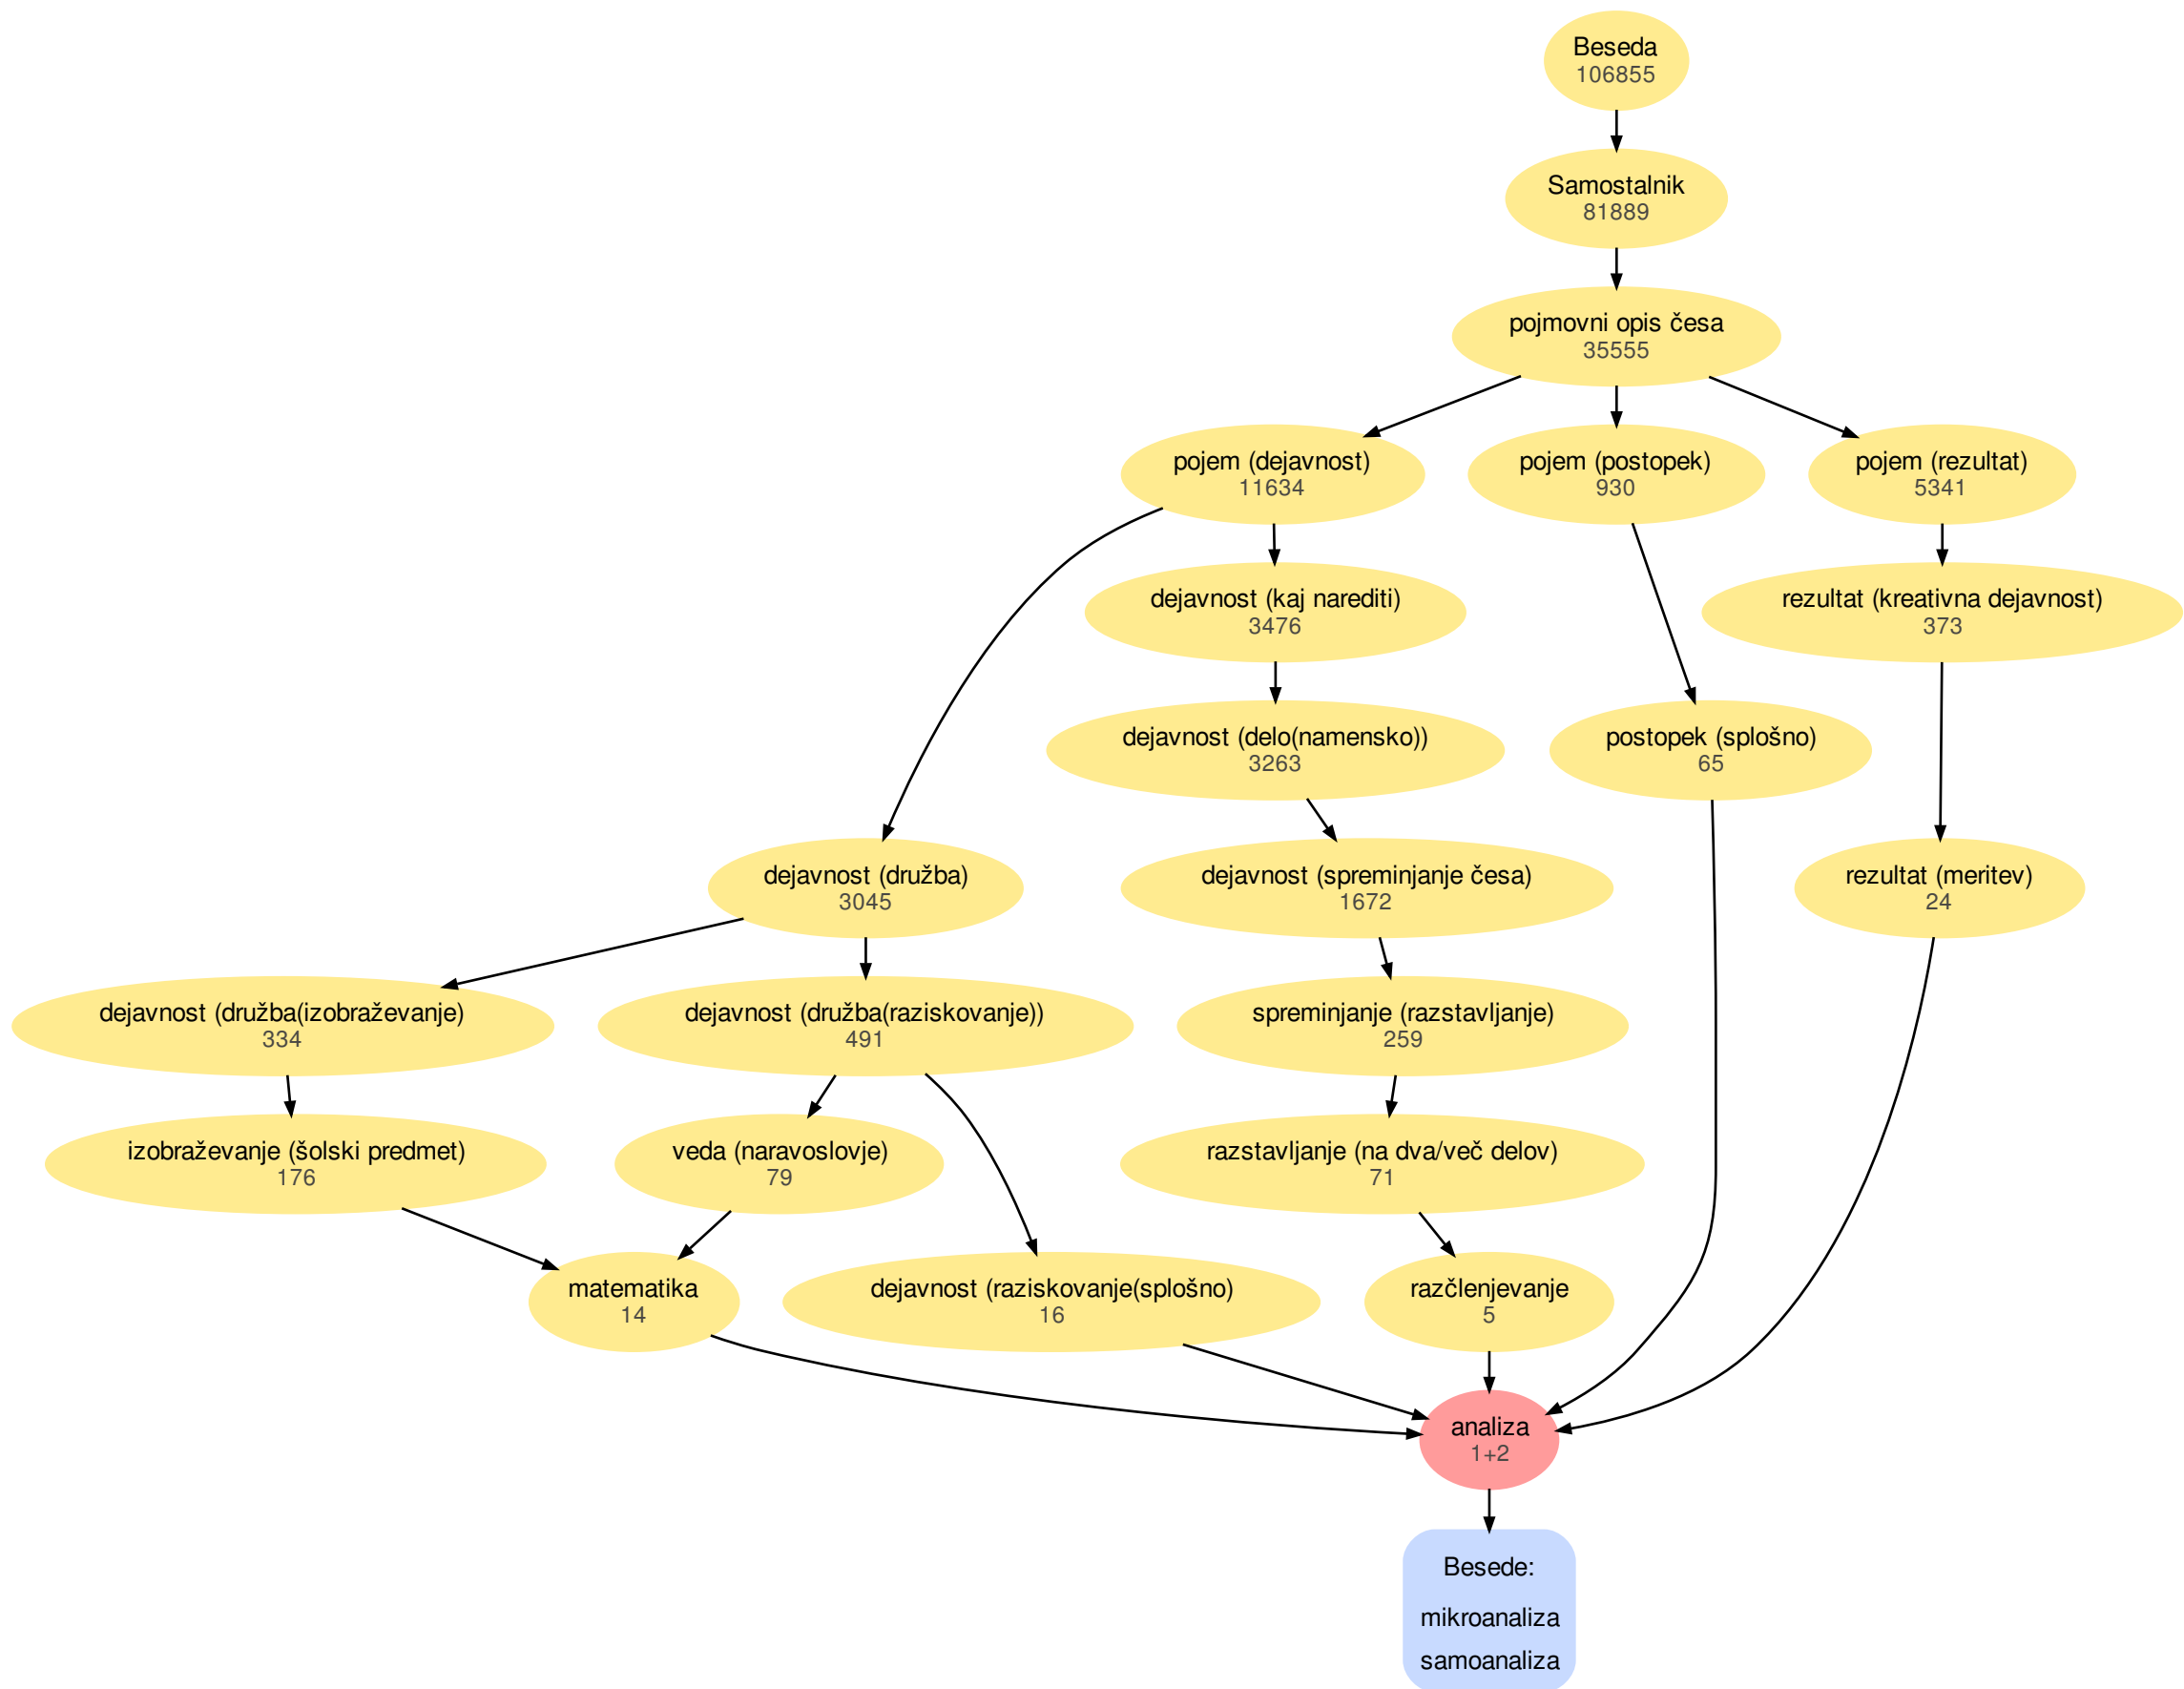 Beseda
106855
Samostalnik
81889
pojmovni opis česa
35555
pojem (dejavnost)
11634
pojem (postopek)
930
pojem (rezultat)
5341
dejavnost (kaj narediti)
3476
rezultat (kreativna dejavnost)
373
dejavnost (delo(namensko))
3263
postopek (splošno)
65
dejavnost (družba)
3045
dejavnost (spreminjanje česa)
1672
rezultat (meritev)
24
dejavnost (družba(izobraževanje)
334
dejavnost (družba(raziskovanje))
491
spreminjanje (razstavljanje)
259
izobraževanje (šolski predmet)
176
veda (naravoslovje)
79
razstavljanje (na dva/več delov)
71
matematika
14
dejavnost (raziskovanje(splošno)
16
razčlenjevanje
5
analiza
1+2
Besede:
mikroanaliza
samoanaliza